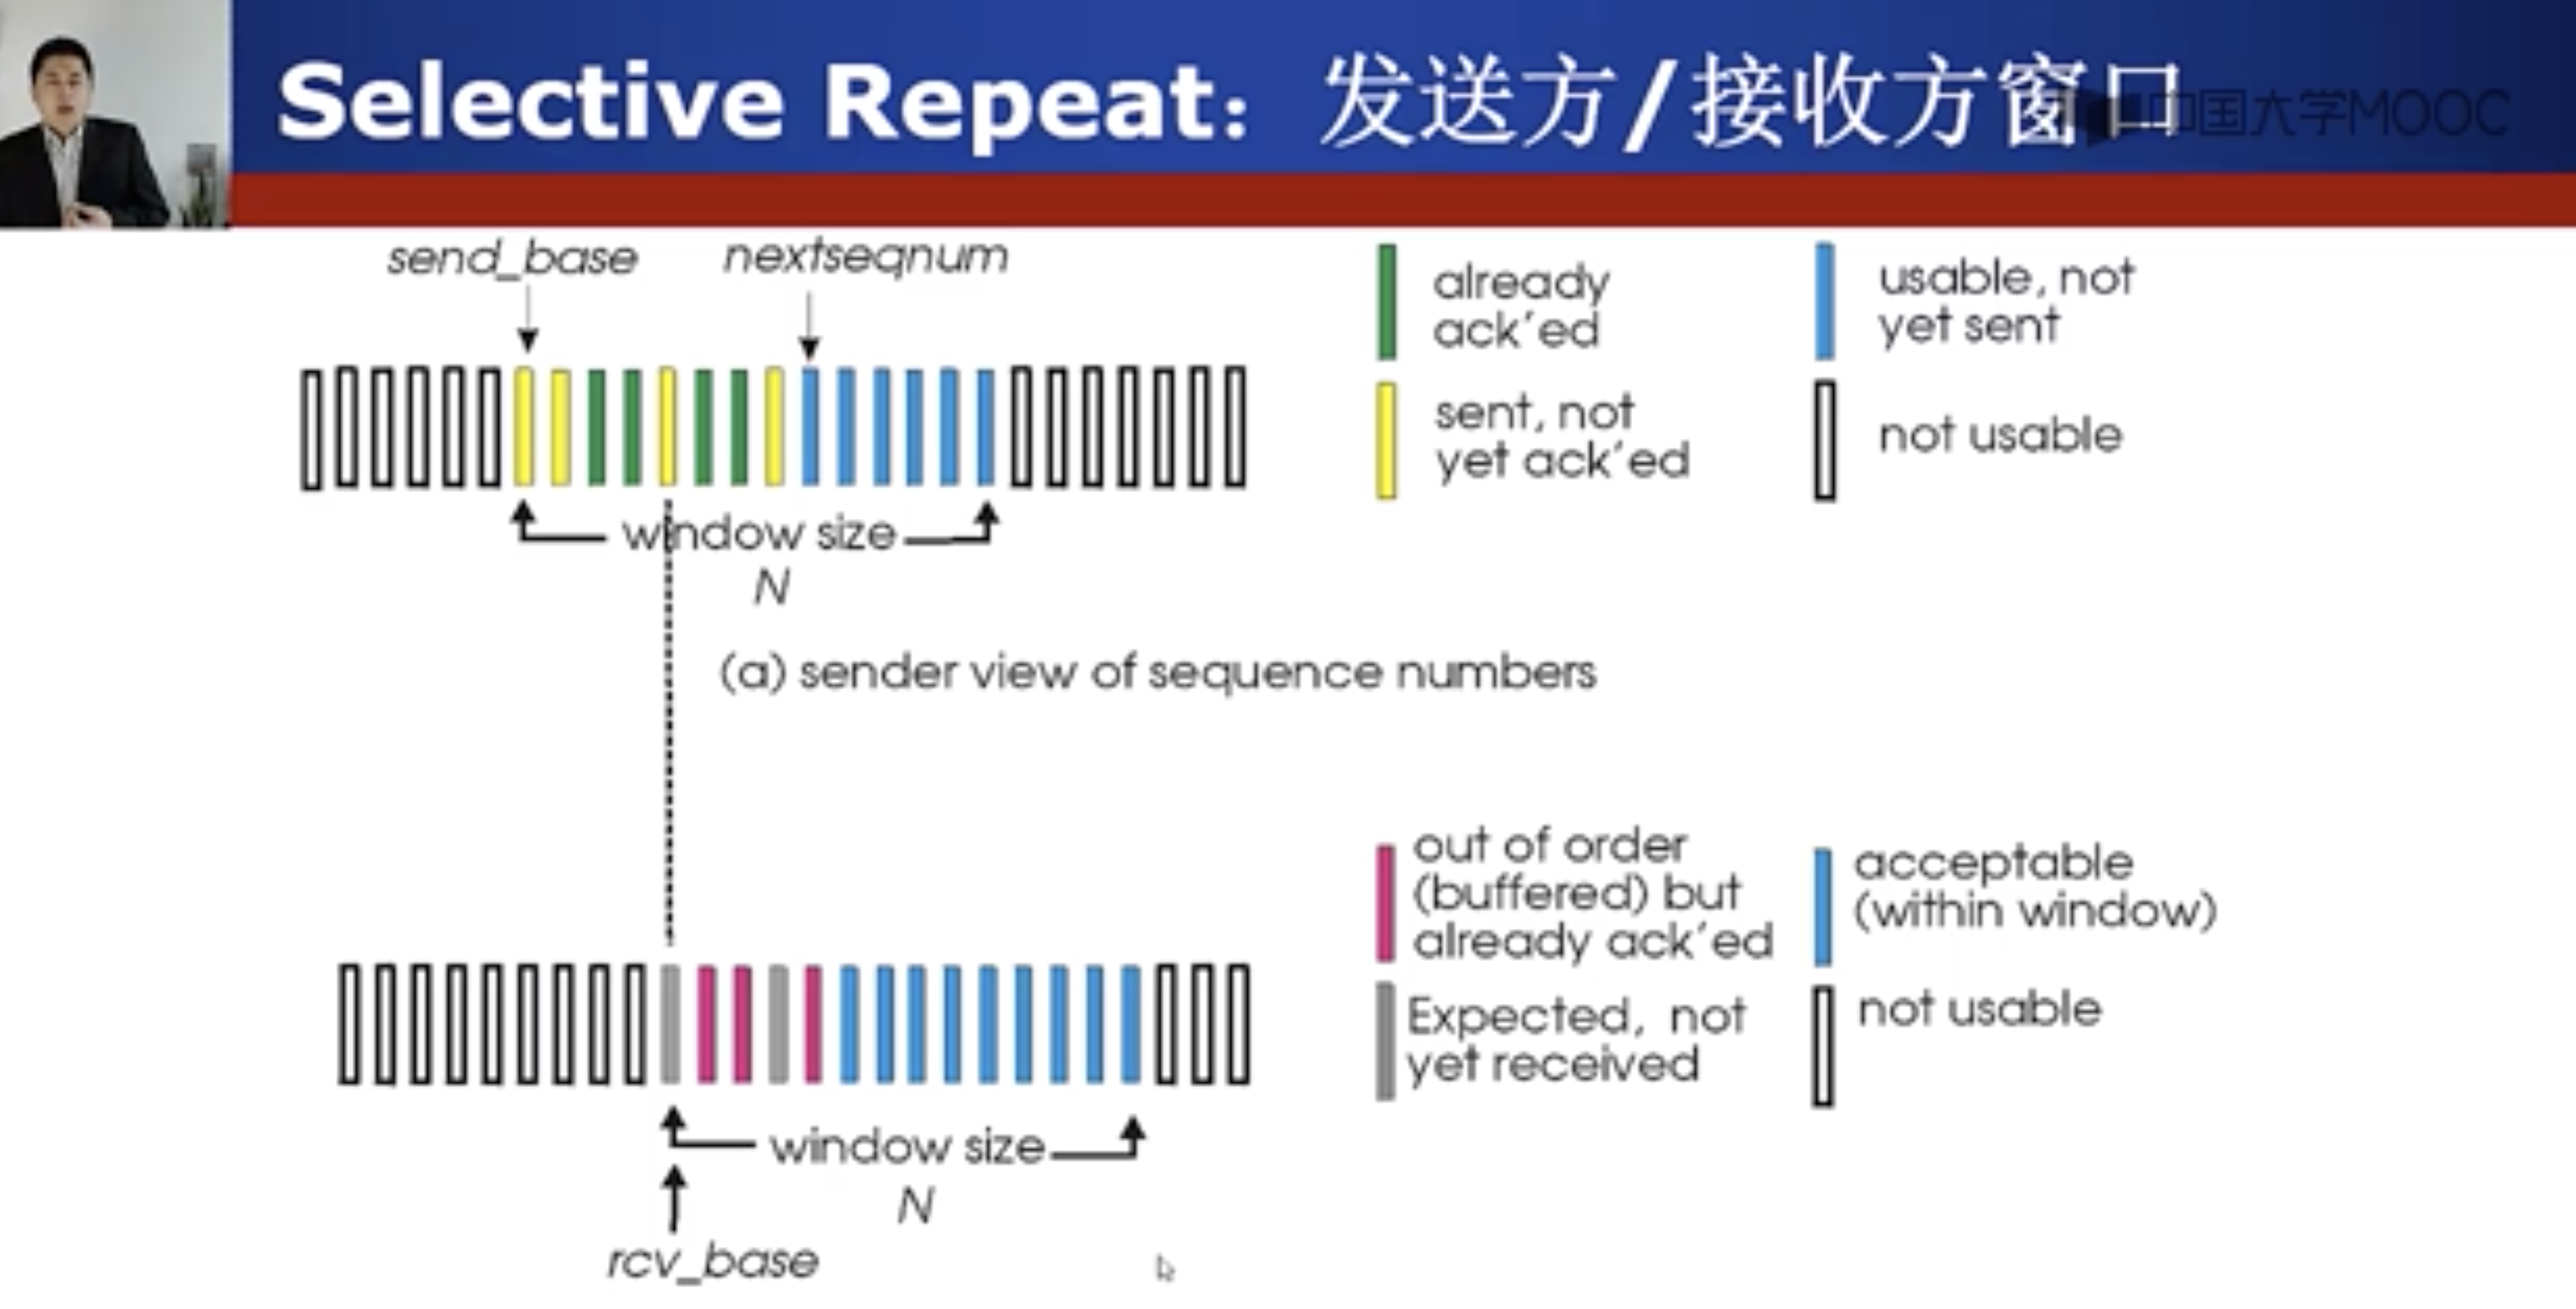 Selective Repeat: 发送方/接收方窗口
中国大学MOOC
send_base
nextseqnum
already
ack'ed
usable, not
yet sent
sent, not
yet ack'ed
not usable
window size
N
(a) sender view of sequence numbers
out of order
(buffered) but
already ack'ed
acceptable
(within window)
Expected, not
yet received
not usable
window size
N
rcv_base